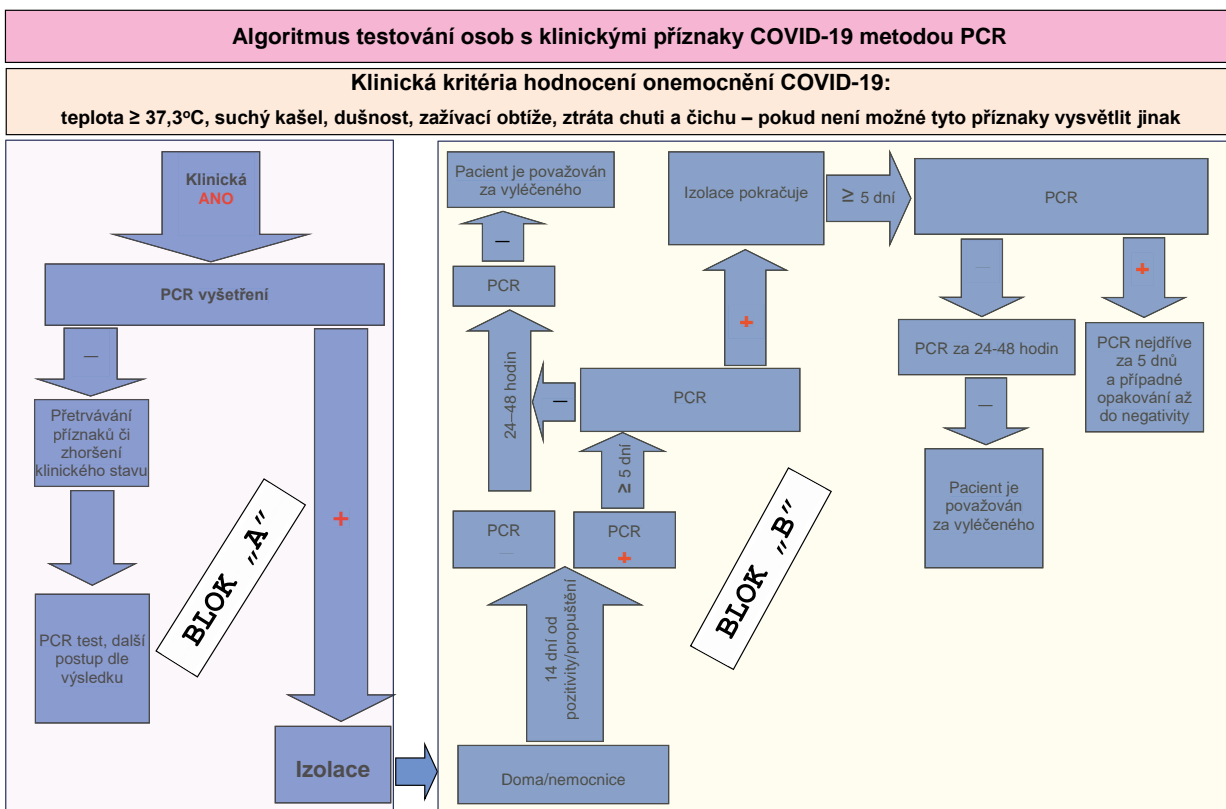 Algoritmus testování osob s klinickými příznaky COVID-19 metodou PCR
Klinická kritéria hodnocení onemocnění COVID-19:
teplota ≥ 37,3°C, suchý kašel, dušnost, zažívací obtíže, ztráta chuti a čichu – pokud není možné tyto příznaky vysvětlit jinak
Klinická
ANO
PCR vyšetření
–
Přetrvávání
příznaků či
zhoršení
klinického stavu
PCR test, další
postup dle
výsledku
+
Izolace
BLOK „A"
Doma/nemocnice
14 dní od
pozitivity/propuštění
PCR
–
PCR
+
24–48 hodin
≥ 5 dní
PCR
–
PCR
–
Pacient je považován
za vyléčeného
+
Izolace pokračuje
≥ 5 dní
PCR
–
+
PCR za 24-48 hodin
–
Pacient je
považován
za vyléčeného
PCR nejdříve
za 5 dnů
a případné
opakování až
do negativity
BLOK „B"